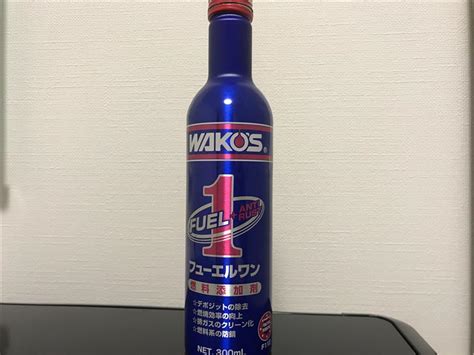 WAKO'S®
1
FUEL
ANTI
RUST
フューエルワン
燃料添加剤
☆デポジットの除去
☆燃焼効率の向上
☆排ガスのクリーン化
☆燃料系の防錆
NET. 300mL